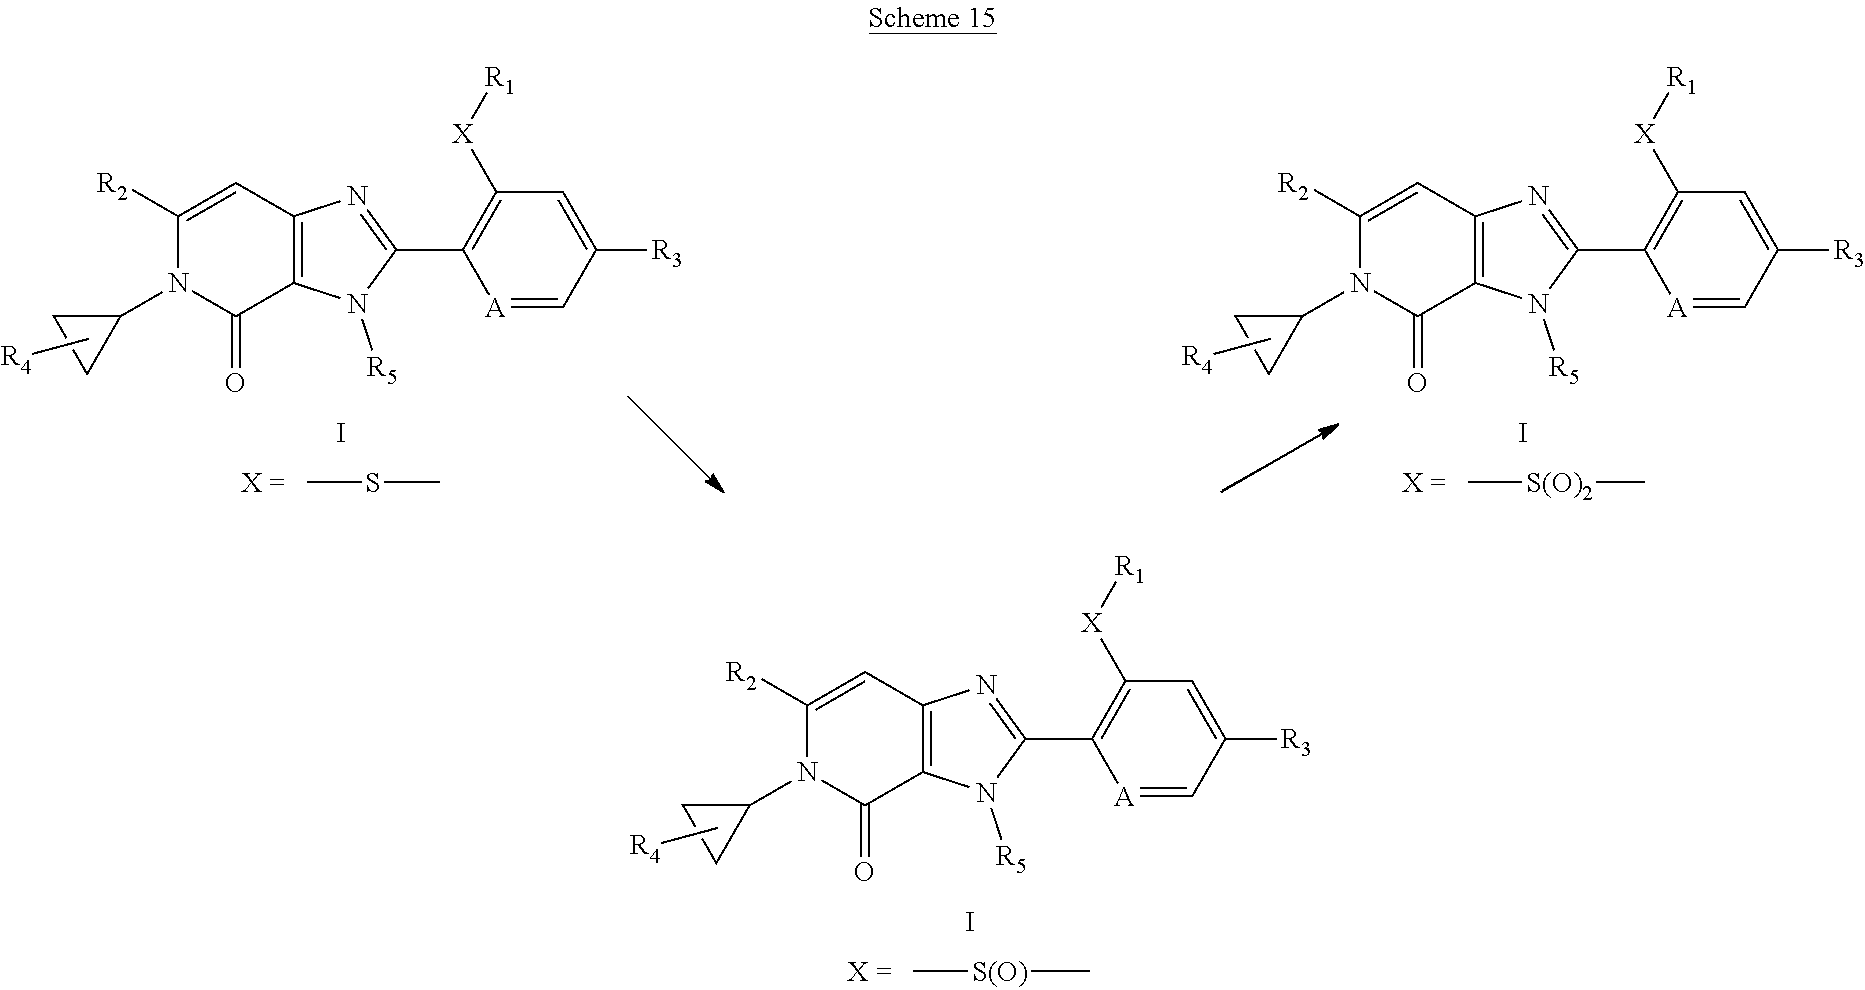 Scheme 15
R1
X
R2
N
R3
N
N
A
R4
R5
O
I
X = —S—
R1
X
R2
N
R3
N
N
A
R4
R5
O
I
X = —S(O)2—
R1
X
R2
N
R3
N
N
A
R4
R5
O
I
X = —S(O)—